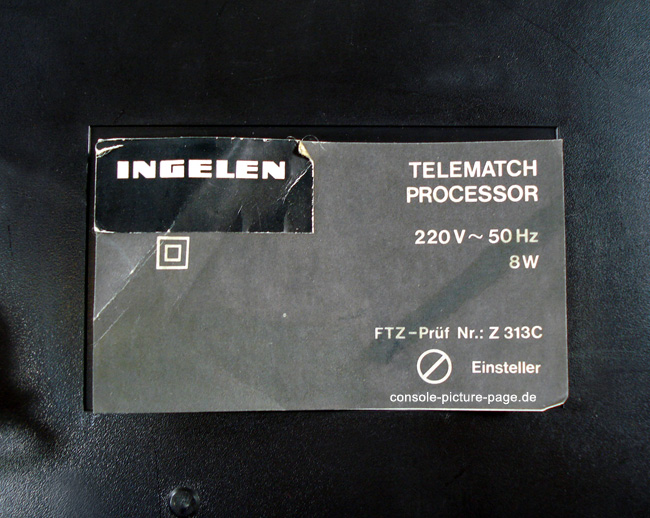 INGELEN
TELEMATCH
PROCESSOR
220 V ~ 50 Hz
8 W
FTZ-Prüf Nr.: Z 313C
Einsteller
console-picture-page.de